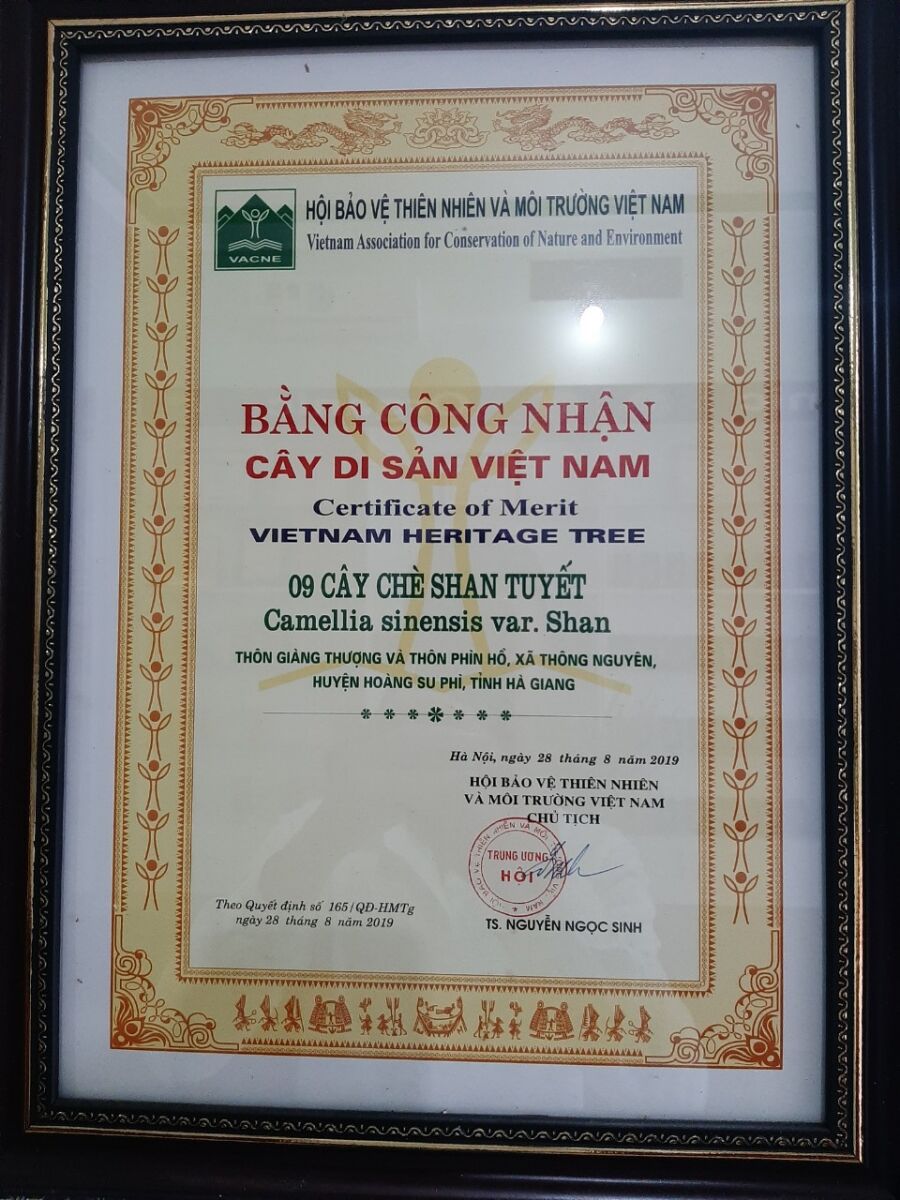 HỘI BẢO VỆ THIÊN NHIÊN VÀ MÔI TRƯỜNG VIỆT NAM
Vietnam Association for Conservation of Nature and Environment
VACNE
BẰNG CÔNG NHẬN
CÂY DI SẢN VIỆT NAM
Certificate of Merit
VIETNAM HERITAGE TREE
09 CÂY CHÈ SHAN TUYẾT
Camellia sinensis var. Shan
THÔN GIÀNG THƯỢNG VÀ THÔN PHÌN HỒ, XÃ THÔNG NGUYÊN,
HUYỆN HOÀNG SU PHÌ, TỈNH HÀ GIANG
Hà Nội, ngày 28 tháng 8 năm 2019
HỘI BẢO VỆ THIÊN NHIÊN
VÀ MÔI TRƯỜNG VIỆT NAM
CHỦ TỊCH
TRUNG ƯƠNG
HỘI
Theo Quyết định số 165/QĐ-HMTg
ngày 28 tháng 8 năm 2019
TS. NGUYỄN NGỌC SINH